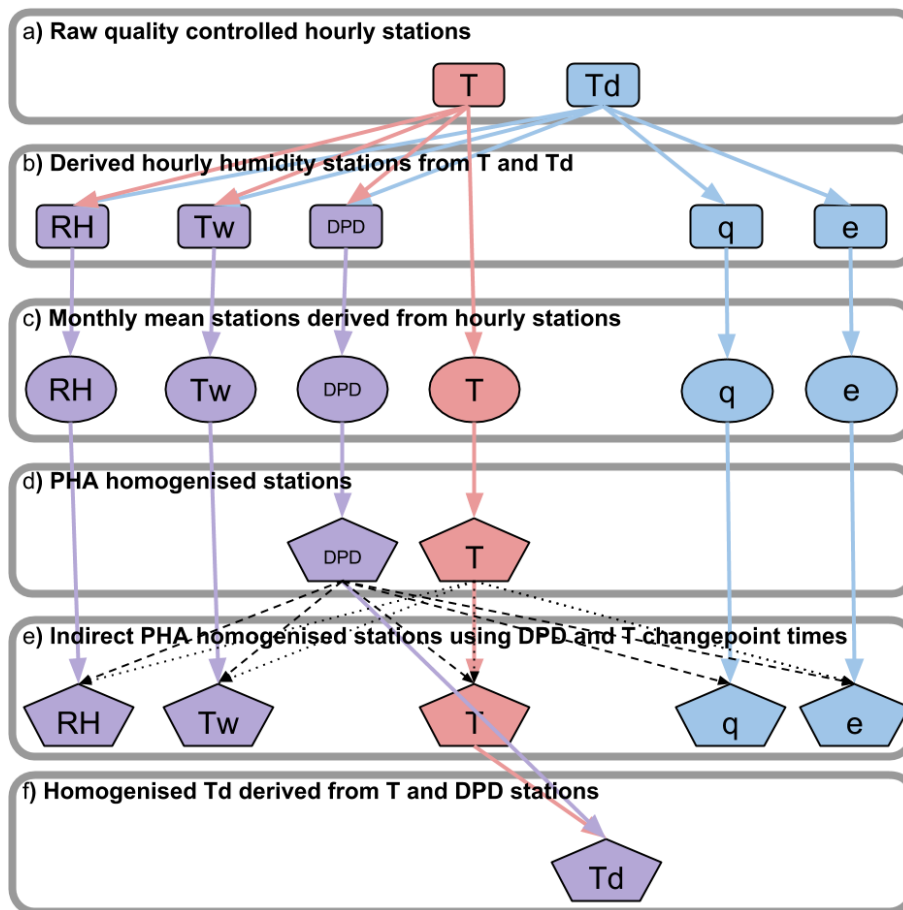 a) Raw quality controlled hourly stations
T Td
b) Derived hourly humidity stations from T and Td
RH Tw DPD q e
c) Monthly mean stations derived from hourly stations
RH Tw DPD T q e
d) PHA homogenised stations
DPD T
e) Indirect PHA homogenised stations using DPD and T changepoint times
RH Tw T q e
f) Homogenised Td derived from T and DPD stations
Td